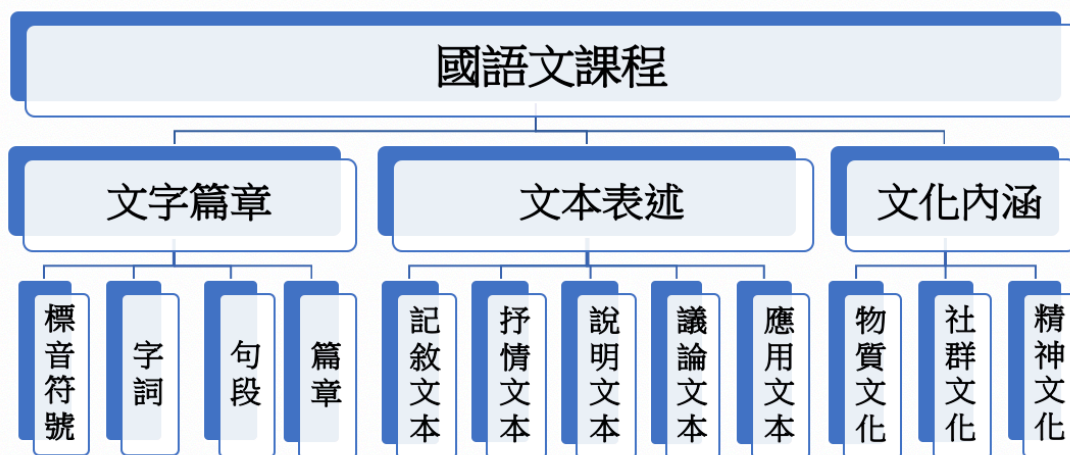 國語文課程
文字篇章
文本表述
文化內涵
標音符號
字詞
句段
篇章
記敘文本
抒情文本
說明文本
議論文本
應用文本
物質文化
社群文化
精神文化